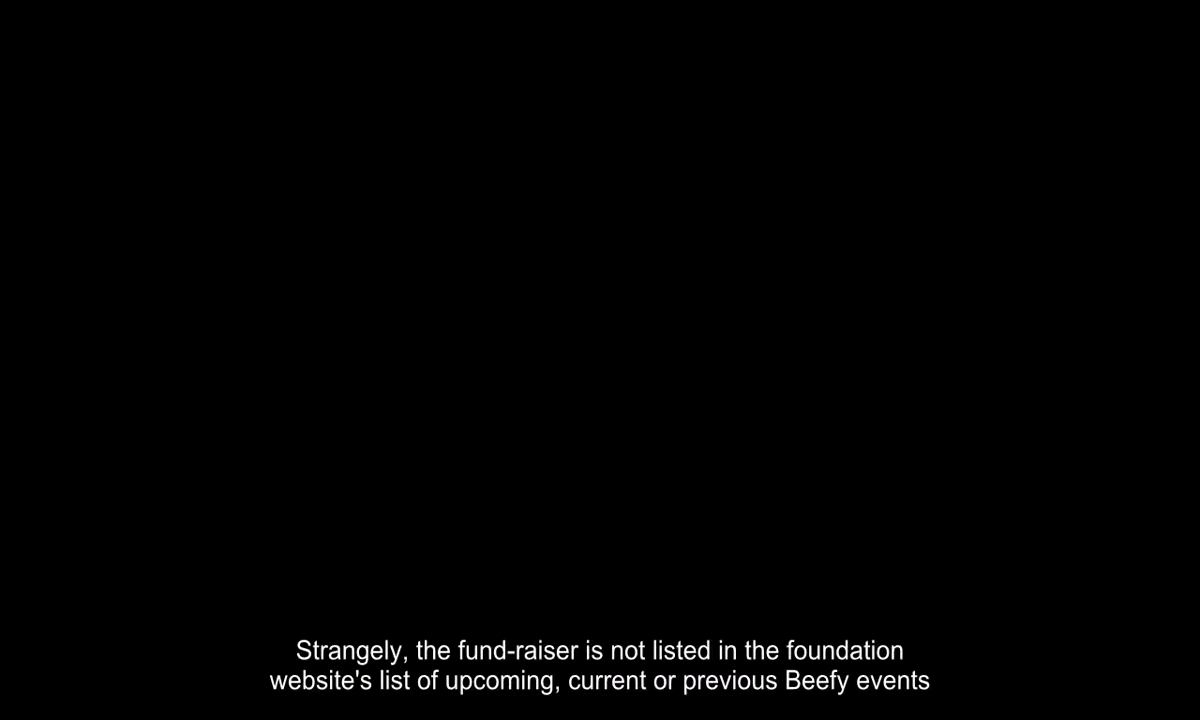 Strangely, the fund-raiser is not listed in the foundation
website's list of upcoming, current or previous Beefy events